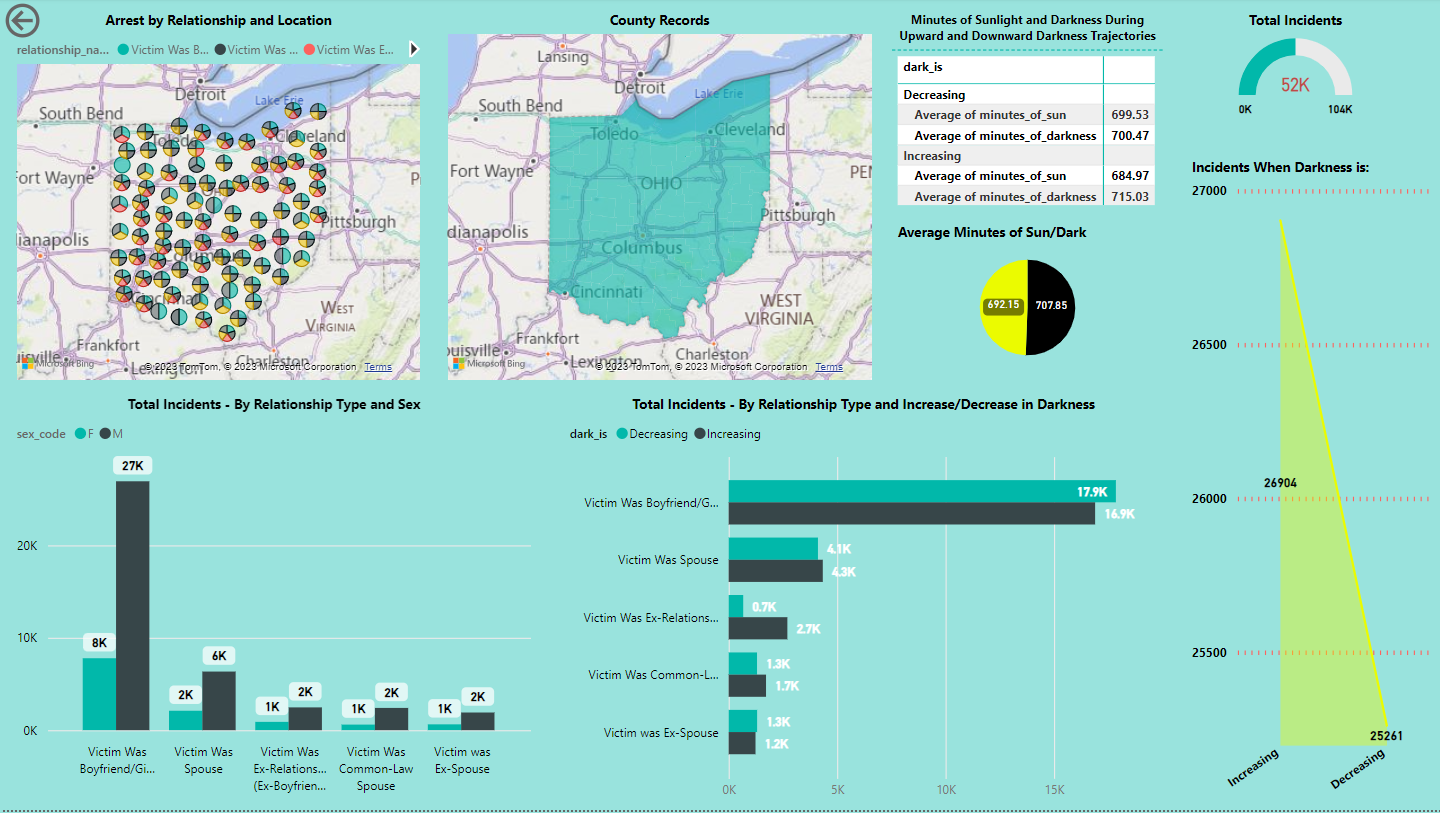 Arrest by Relationship and Location
relationship_na... Victim Was B... Victim Was ... Victim Was E...
Detroit
South Bend
Lake Erie
Toledo
Cleveland
ort Wayne
P
Pittsburgh
ianapolis
Columbus
Cincinnati
WEST
VIRGINIA
Frankfort
uisville
Charleston
Lexington
Microsoft Bing
© 2023 TomTom, © 2023 Microsoft Corporation Terms
County Records
Lansing
Detroit
South Bend
Lake Erie
Toledo
Cleveland
Fort Wayne
OHIO
PEN
Pittsburgh
dianapolis
Columbus
Cincinnati
WEST
VIRGINIA
Frankfort
ouisville
Charleston
Lexington
Microsoft Bing
© 2023 TomTom, © 2023 Microsoft Corporation Terms
Minutes of Sunlight and Darkness During
Upward and Downward Darkness Trajectories
dark_is
Decreasing
Average of minutes_of_sun 699.53
Average of minutes_of_darkness 700.47
Increasing
Average of minutes_of_sun 684.97
Average of minutes_of_darkness 715.03
Average Minutes of Sun/Dark
692.15 707.85
Total Incidents
52K
0K 104K
Incidents When Darkness is:
27000
26500
26904
26000
25500
25261
Increasing
Decreasing
Total Incidents - By Relationship Type and Sex
sex_code F M
27K
20K
8K
10K
6K
2K
1K
2K
1K
2K
1K
2K
0K
Victim Was
Boyfriend/Gi...
Victim Was
Spouse
Victim Was
Ex-Relations...
(Ex-Boyfrien...
Victim Was
Common-Law
Spouse
Victim was
Ex-Spouse
Total Incidents - By Relationship Type and Increase/Decrease in Darkness
dark_is Decreasing Increasing
Victim Was Boyfriend/G...
17.9K
16.9K
Victim Was Spouse
4.1K
4.3K
Victim Was Ex-Relations...
0.7K
2.7K
Victim Was Common-L...
1.3K
1.7K
Victim was Ex-Spouse
1.3K
1.2K
0K 5K 10K 15K